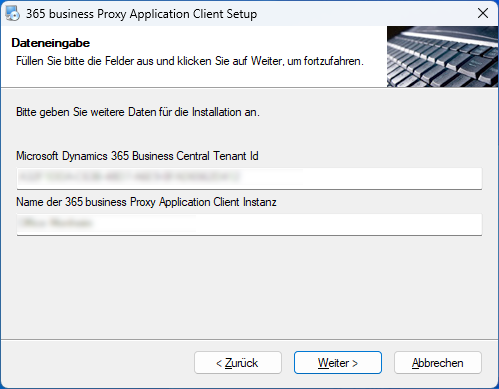 365 business Proxy Application Client Setup
Dateneingabe
Füllen Sie bitte die Felder aus und klicken Sie auf Weiter, um fortzufahren.
Bitte geben Sie weitere Daten für die Installation an.
Microsoft Dynamics 365 Business Central Tenant Id
Name der 365 business Proxy Application Client Instanz
< Zurück
Weiter >
Abbrechen